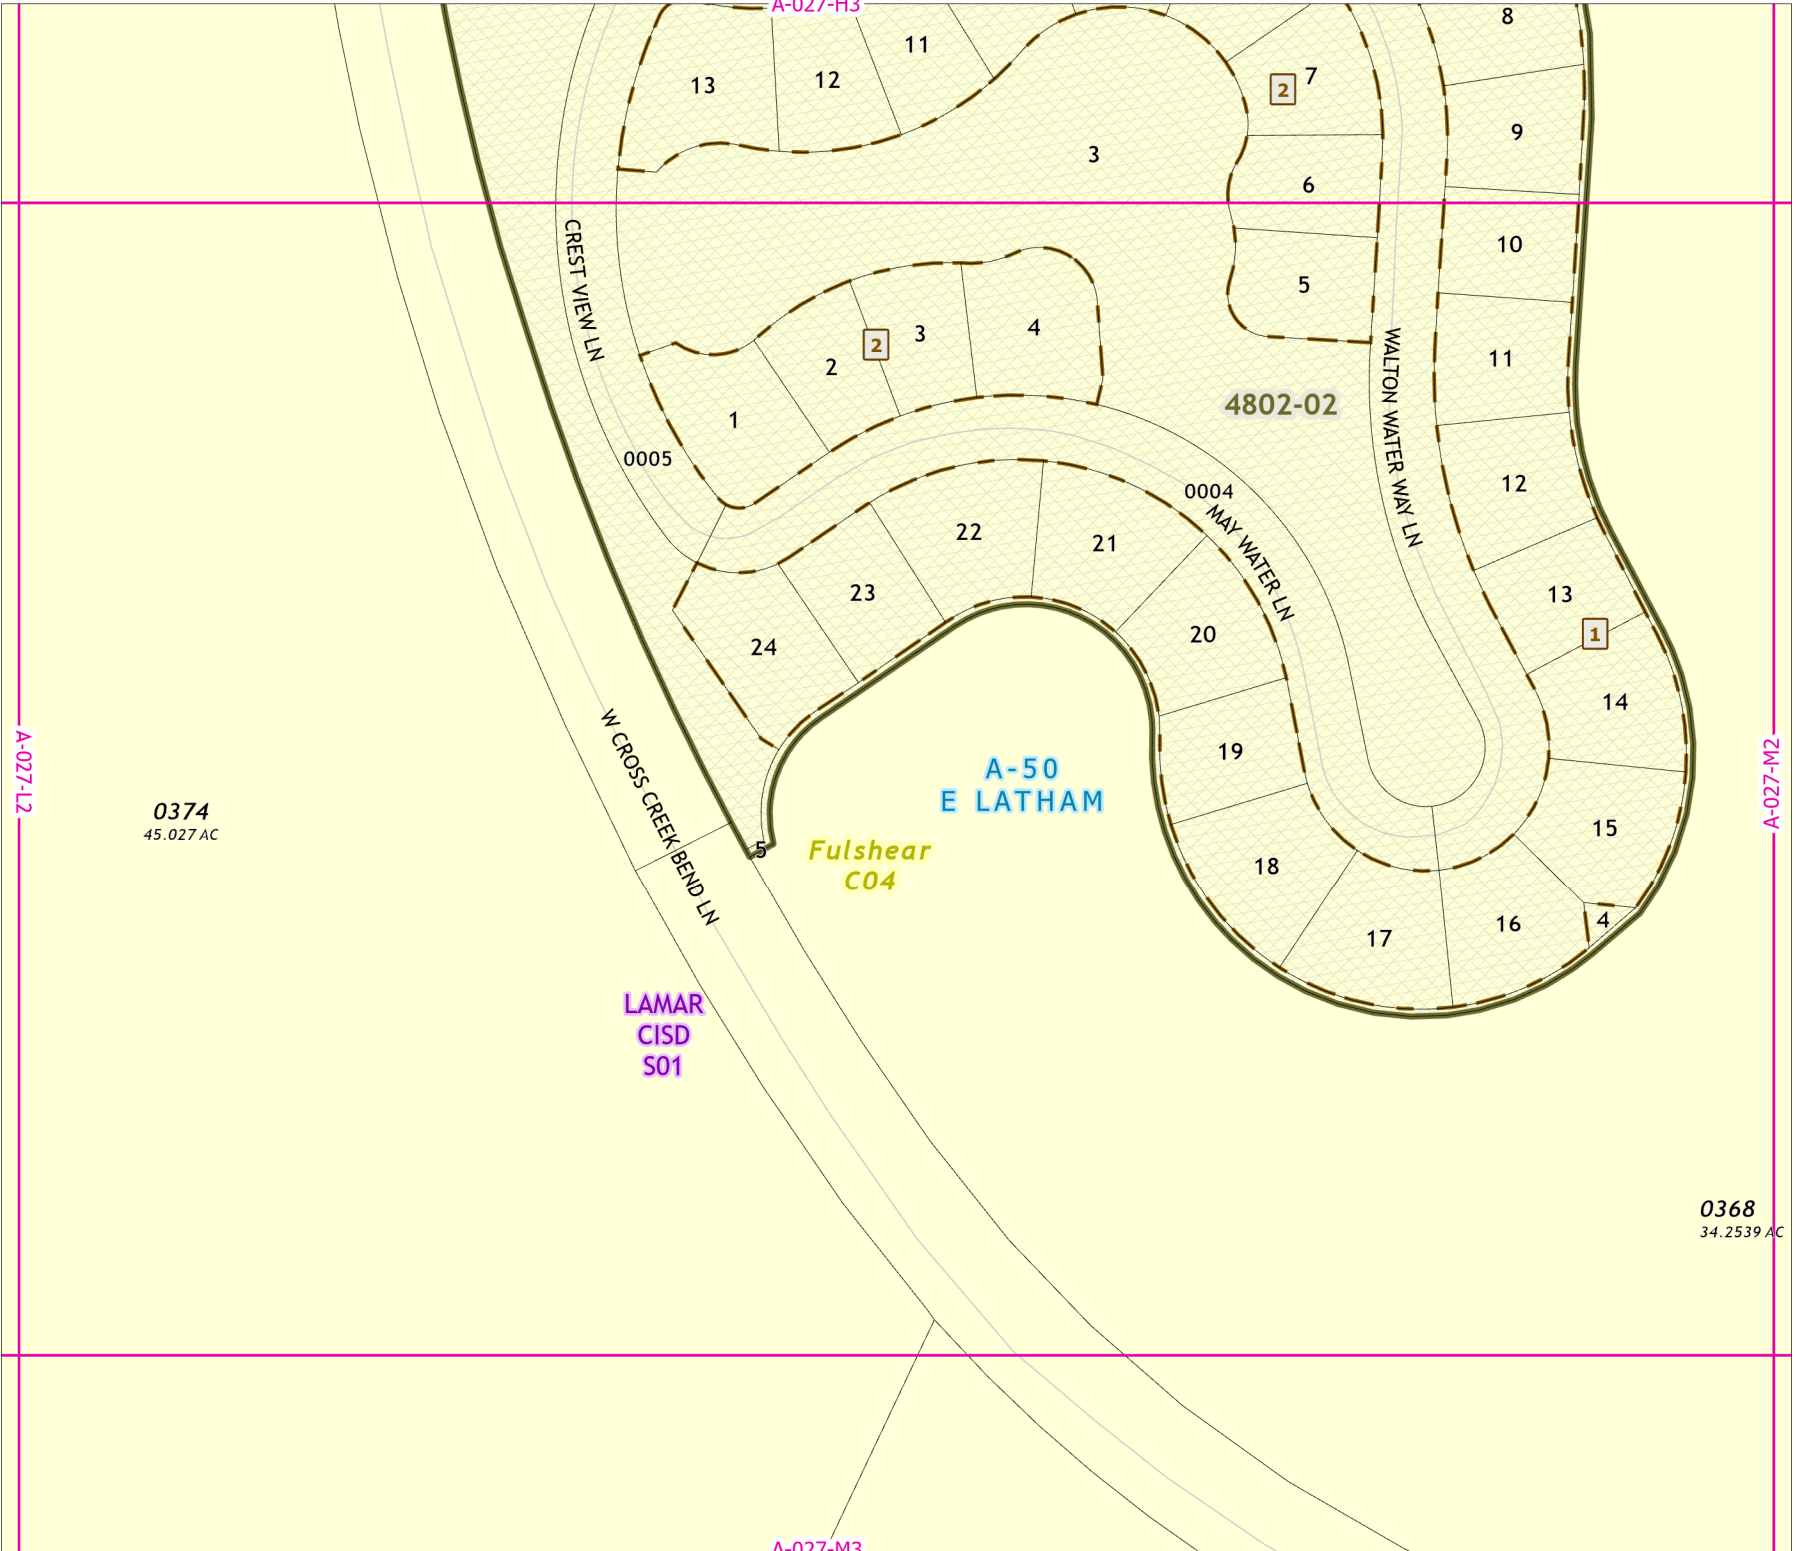 A-027-H3
8
11
12
13
7
2
9
3
6
10
CREST VIEW LN
5
4
3
2
2
11
WALTON WATER WAY LN
4802-02
1
0005
12
0004
MAY WATER LN
22
21
23
13
1
20
24
14
19
W CROSS CREEK BEND LN
A-50
E LATHAM
A-027-L2
A-027-M2
0374
45.027 AC
15
5
Fulshear
C04
18
4
16
17
LAMAR
CISD
S01
0368
34.2539 AC
A-027-M3